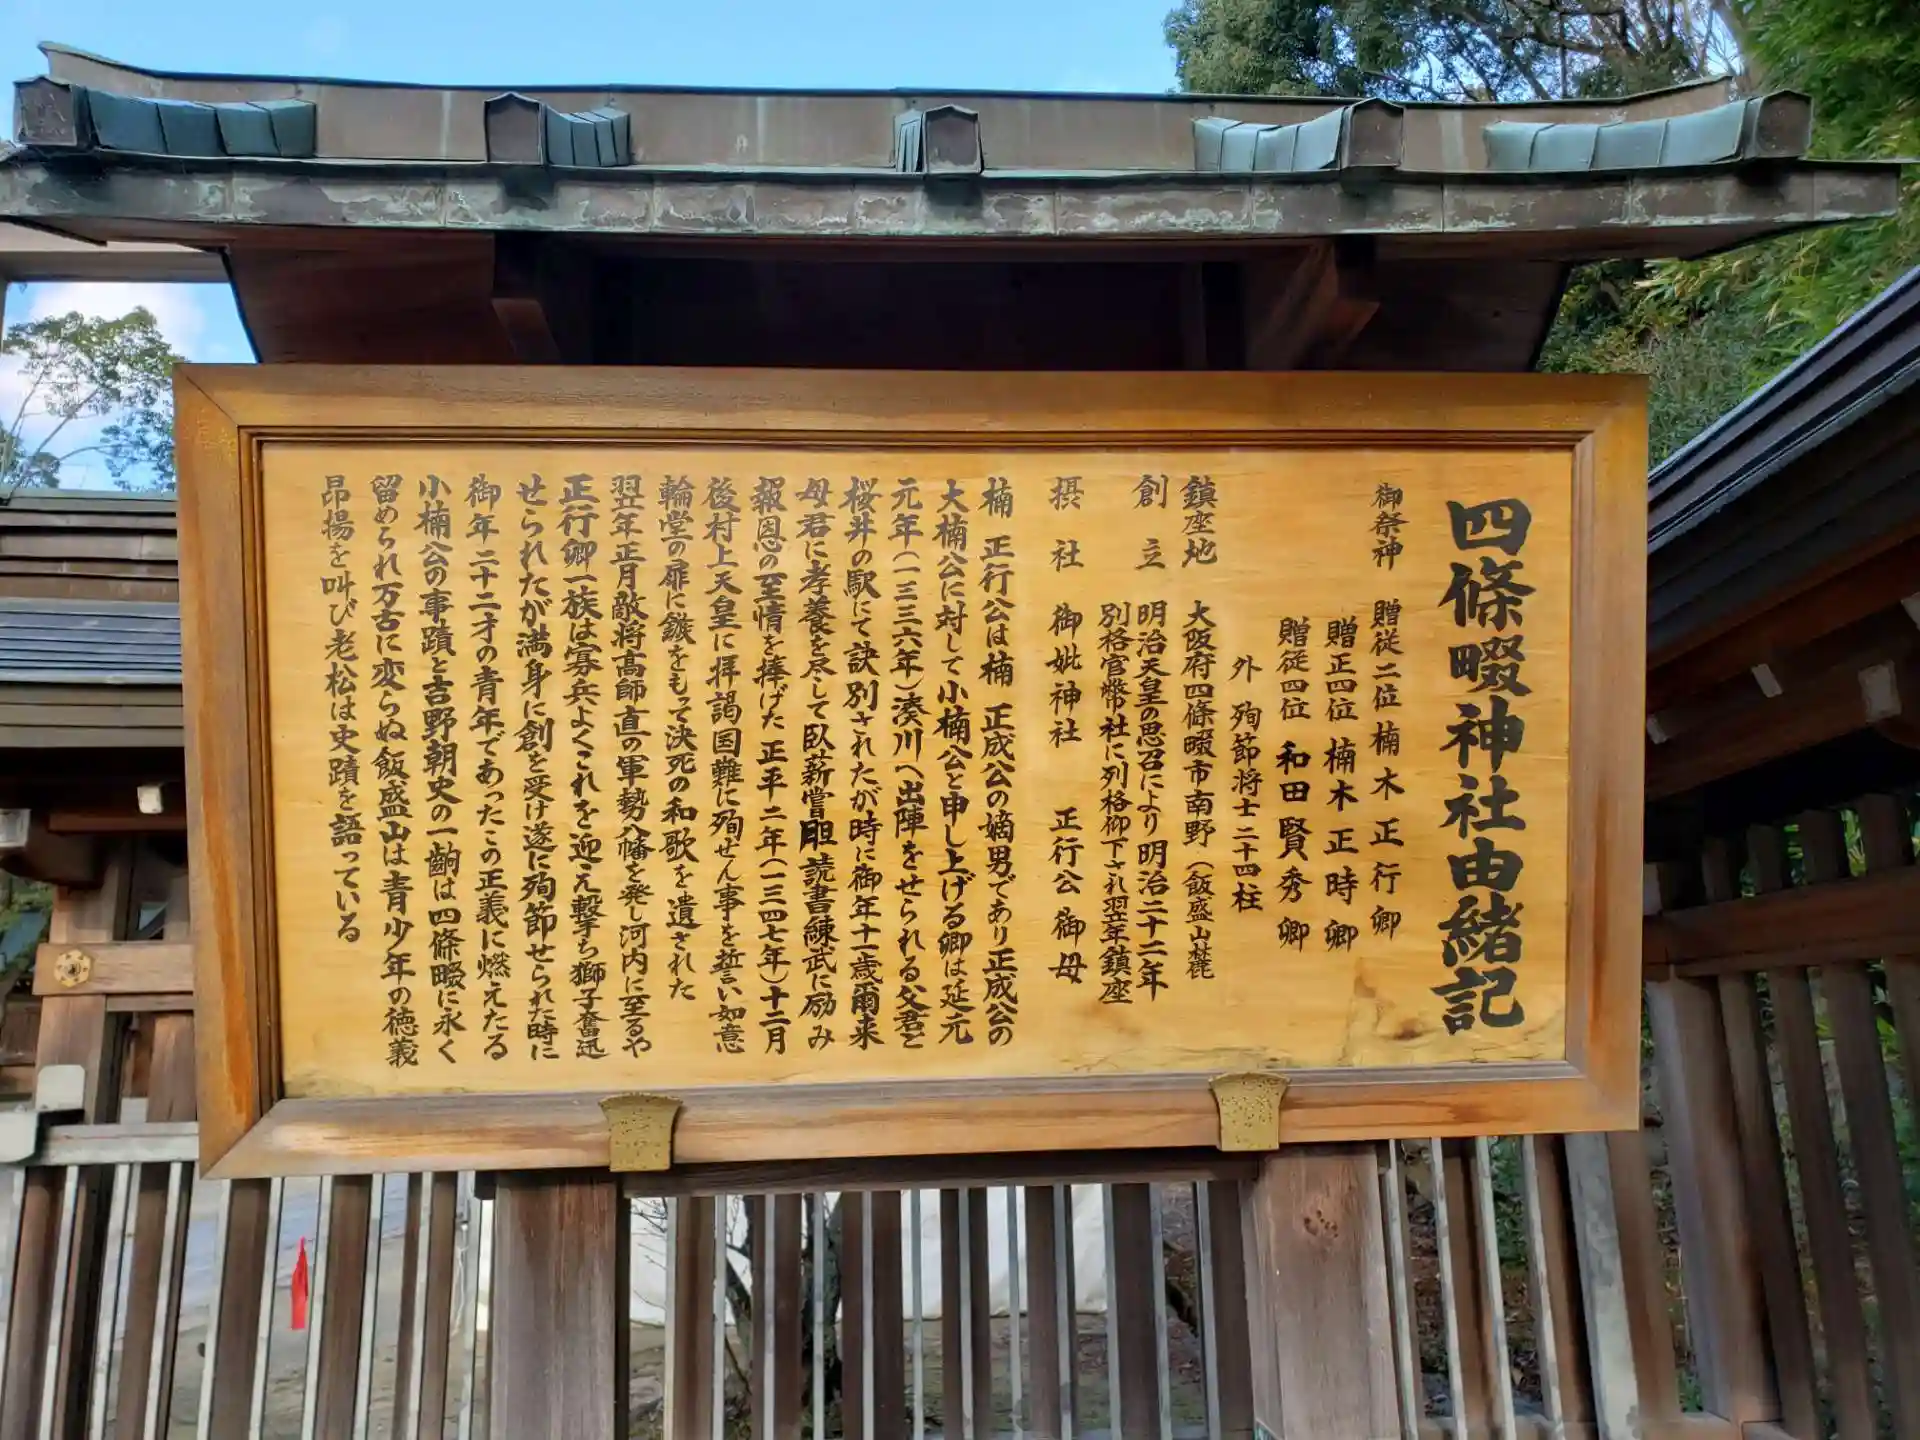 四條畷神社由緒記
御祭神 贈従二位 楠木正行卿
贈正四位 楠木正時卿
贈従四位 和田賢秀卿
外 殉節将士二十四柱
鎮座地 大阪府四條畷市南野(飯盛山麓
創立 明治天皇の思召により明治二十二年
別格官幣社に列格仰下され翌年鎮座
摂社 御妣神社 正行公御母
楠 正行公は楠 正成公の嫡男であり正成公の
大楠公に対して小楠公と申し上げる卿は延元
元年(一三三六年)湊川へ出陣をせられる父君と
桜井の駅にて訣別されたが時に御年十一歳爾来
母君に孝養を尽して臥薪嘗胆読書練武に励み
報恩の至情を捧げた 正平二年(一三四七年)十二月
後村上天皇に拝謁国難に殉ぜん事を誓い如意
輪堂の扉に鏃をもって決死の和歌を遺された
翌年正月敵将高師直の軍勢八幡を発し河内に至るや
正行卿一族は寡兵よくこれを迎え撃ち獅子奮迅
せられたが満身に創を受け遂に殉節せられた時に
御年二十二才の青年であったこの正義に燃えたる
小楠公の事蹟と吉野朝史の一齣は四條畷に永く
留められ万古に変らぬ飯盛山は青少年の徳義
昂揚を叫び老松は史蹟を語っている